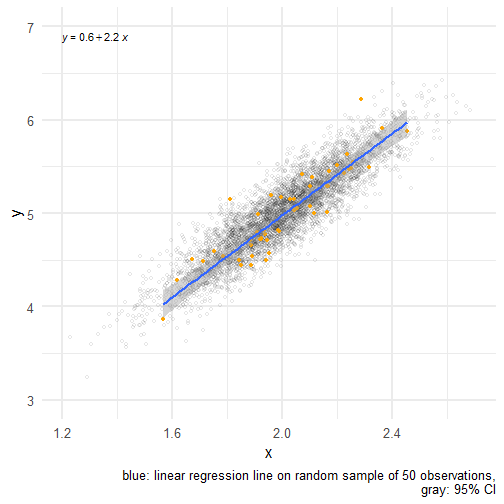 7
y = 0.6+2.2 x
6
y
5
4
3
1.2 1.6 2.0 2.4
x
blue: linear regression line on random sample of 50 observations,
gray: 95% CI